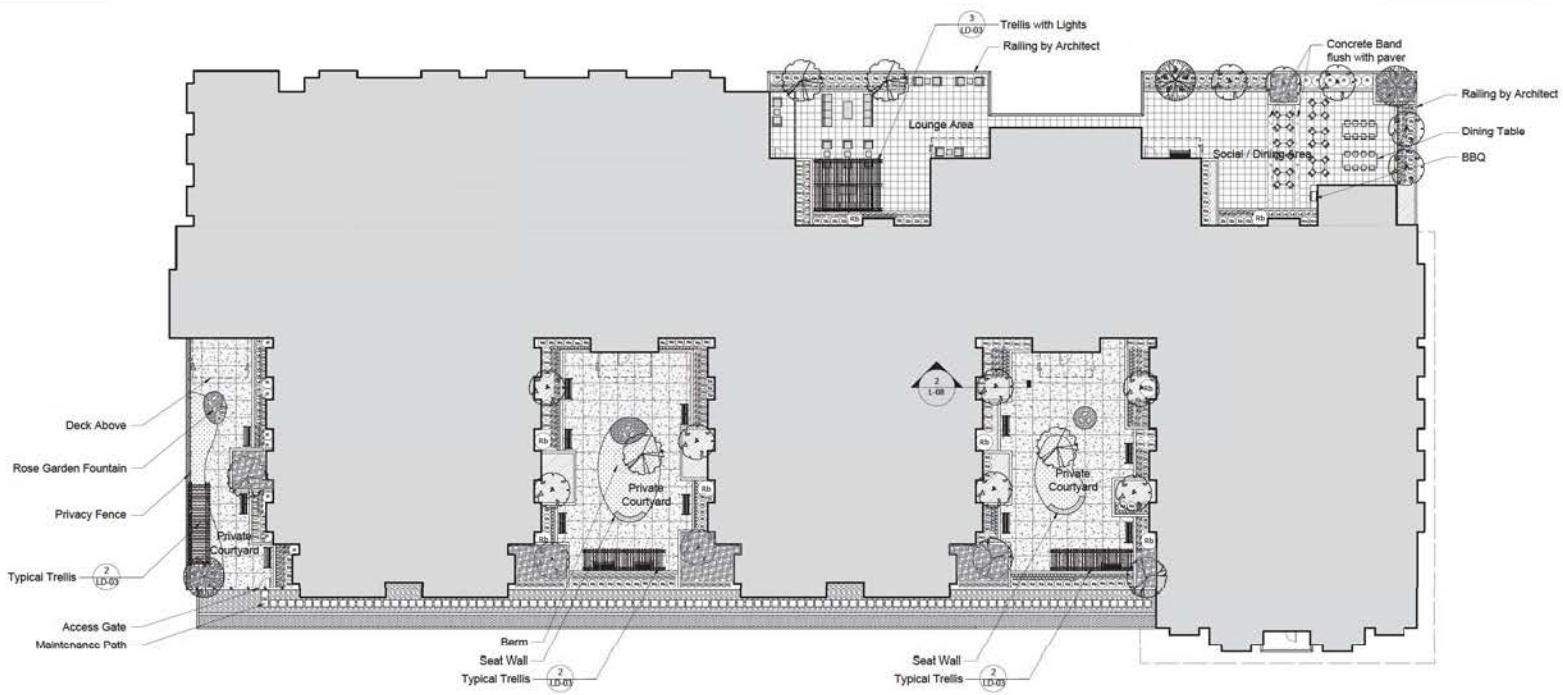 3
LD-03
Trellis with Lights
Railing by Architect
Concrete Band
flush with paver
Railing by Architect
Lounge Area
Dining Table
Social / Dining Area
BBQ
Rb
Rb
2
L-08
Rb
Deck Above
Rb
Rb
Rose Garden Fountain
Private
Courtyard
Private
Courtyard
Rb
Privacy Fence
Private
Courtyard
Rb
Rb
Typical Trellis
2
LD-03
Access Gate
Maintenance Path
Berm
Seat Wall
Typical Trellis
2
LD-03
Seat Wall
Typical Trellis
2
LD-03